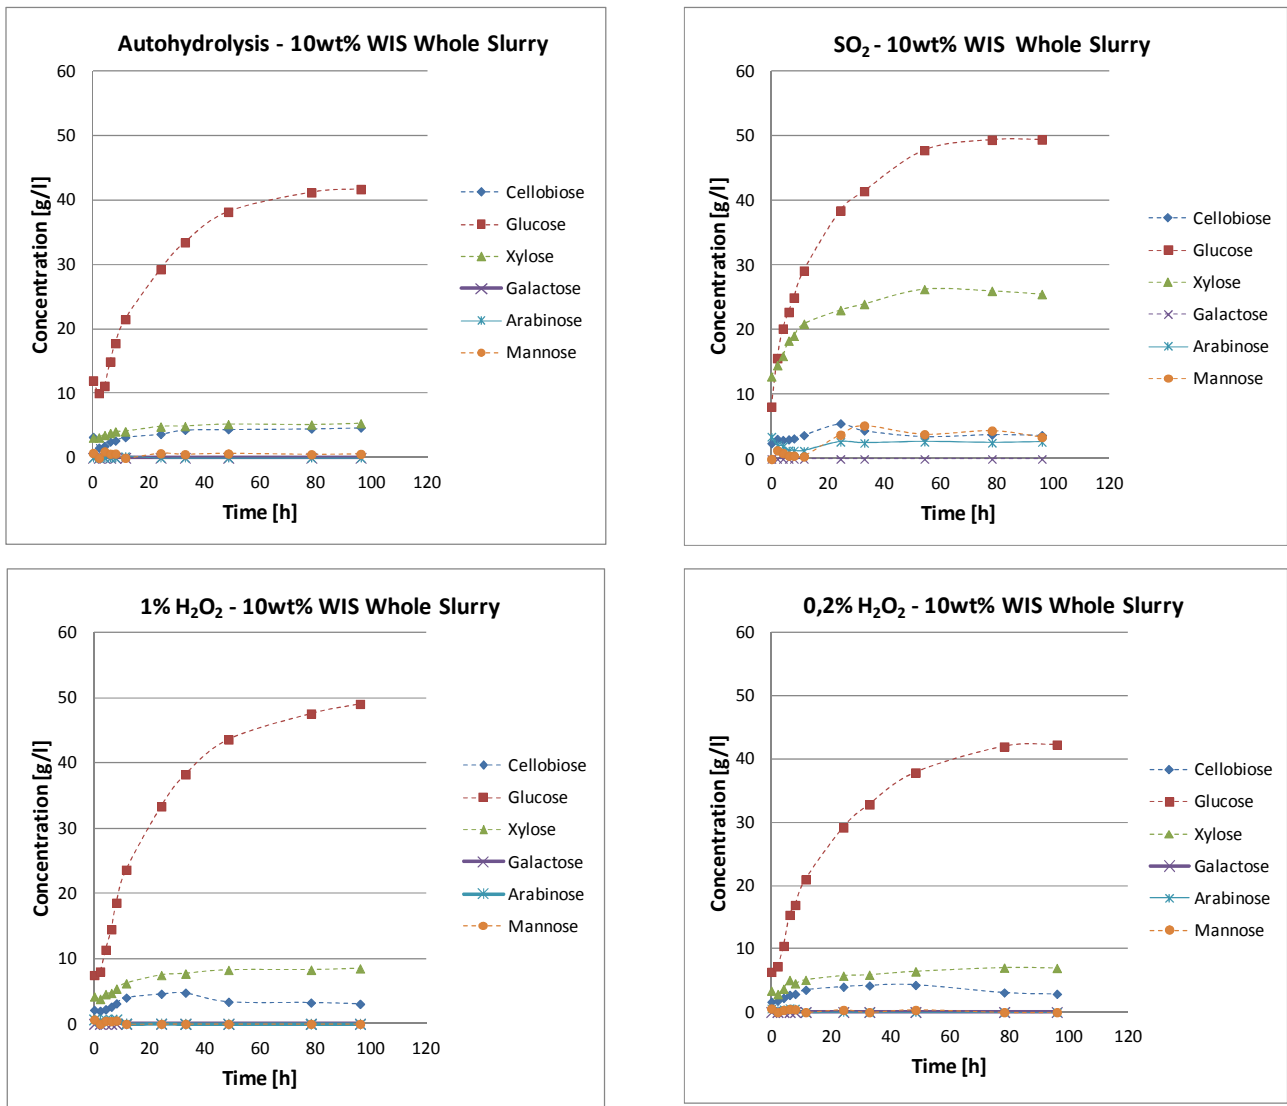 Autohydrolysis - 10wt% WIS Whole Slurry
60
50
40
30
20
10
0
0 20 40 60 80 100 120
Concentration [g/l]
Time [h]
Cellobiose
Glucose
Xylose
Galactose
Arabinose
Mannose
SO₂ - 10wt% WIS Whole Slurry
60
50
40
30
20
10
0
0 20 40 60 80 100 120
Concentration [g/l]
Time [h]
Cellobiose
Glucose
Xylose
Galactose
Arabinose
Mannose
1% H₂O₂ - 10wt% WIS Whole Slurry
60
50
40
30
20
10
0
0 20 40 60 80 100 120
Concentration [g/l]
Time [h]
Cellobiose
Glucose
Xylose
Galactose
Arabinose
Mannose
0,2% H₂O₂ - 10wt% WIS Whole Slurry
60
50
40
30
20
10
0
0 20 40 60 80 100 120
Concentration [g/l]
Time [h]
Cellobiose
Glucose
Xylose
Galactose
Arabinose
Mannose